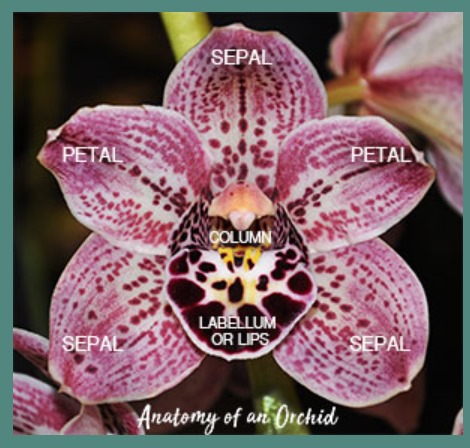 SEPAL
PETAL
PETAL
COLUMN
LABELLUM
OR LIPS
SEPAL
SEPAL
Anatomy of an Orchid